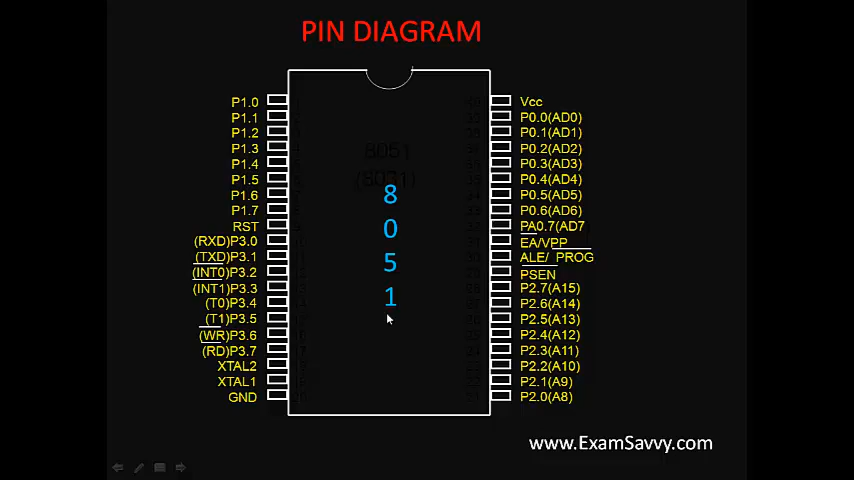 PIN DIAGRAM
P1.0
P1.1
P1.2
P1.3
P1.4
P1.5
P1.6
P1.7
RST
(RXD)P3.0
(TXD)P3.1
(INT0)P3.2
(INT1)P3.3
(T0)P3.4
(T1)P3.5
(WR)P3.6
(RD)P3.7
XTAL2
XTAL1
GND
8051
(8031)
8
0
5
1
Vcc
P0.0(AD0)
P0.1(AD1)
P0.2(AD2)
P0.3(AD3)
P0.4(AD4)
P0.5(AD5)
P0.6(AD6)
PA0.7(AD7
EA/VPP
ALE/ PROG
PSEN
P2.7(A15)
P2.6(A14)
P2.5(A13)
P2.4(A12)
P2.3(A11)
P2.2(A10)
P2.1(A9)
P2.0(A8)
www.ExamSavvy.com